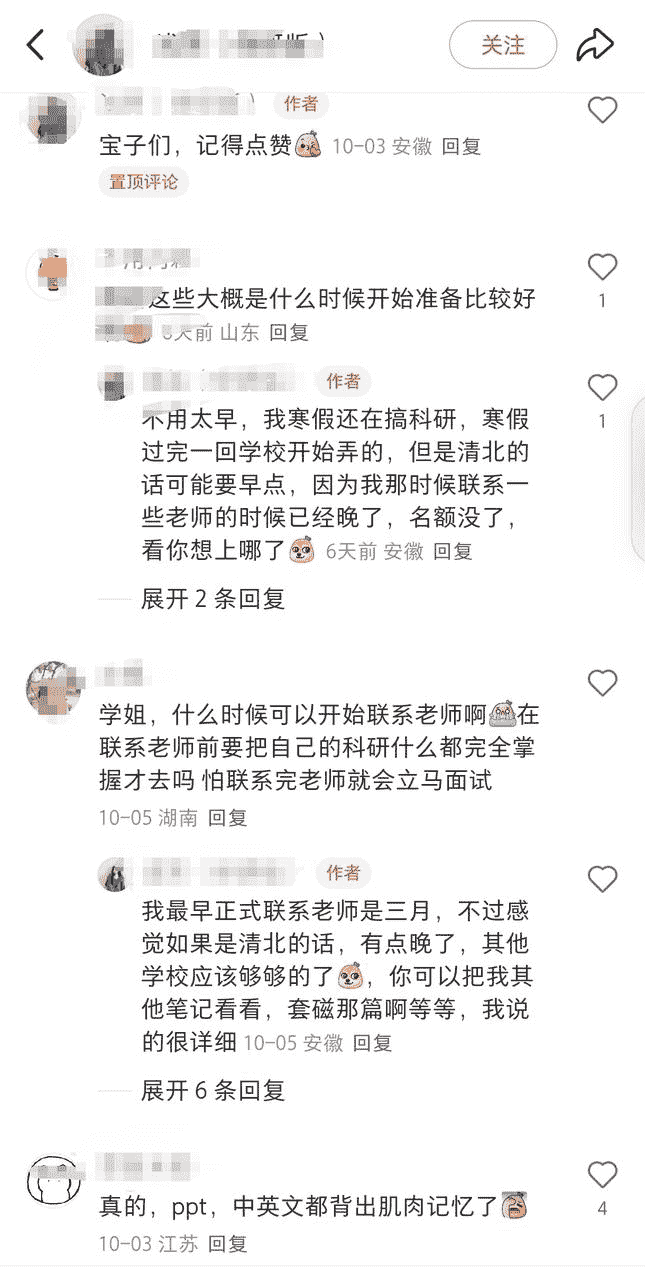 关注
作者
宝子们，记得点赞 10-03 安徽 回复
置顶评论
这些大概是什么时候开始准备比较好
6天前 山东 回复
1
作者
不用太早，我寒假还在搞科研，寒假
过完一回学校开始弄的，但是清北的
话可能要早点，因为我那时候联系一
些老师的时候已经晚了，名额没了，
看你想上哪了 6天前 安徽 回复
1
展开 2 条回复
学姐，什么时候可以开始联系老师啊 在
联系老师前要把自己的科研什么都完全掌
握才去吗 怕联系完老师就会立马面试
10-05 湖南 回复
作者
我最早正式联系老师是三月，不过感
觉如果是清北的话，有点晚了，其他
学校应该够够的了，你可以把我其
他笔记看看，套磁那篇啊等等，我说
的很详细 10-05 安徽 回复
展开 6 条回复
真的，ppt，中英文都背出肌肉记忆了
10-03 江苏 回复
4